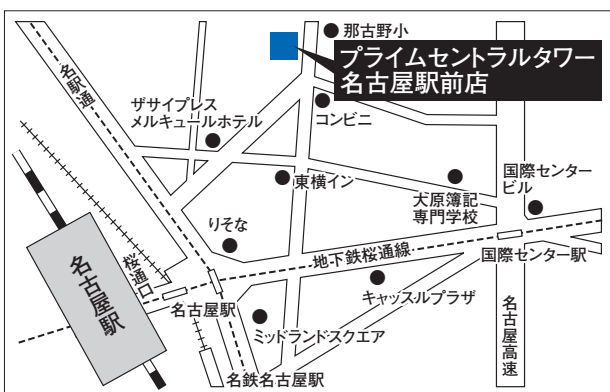 那古野小
プライムセントラルタワー
名古屋駅前店
名駅通
ザサイプレス
メルキュールホテル
コンビニ
東横イン
大原簿記
専門学校
国際センター
ビル
りそな
地下鉄桜通線
国際センター駅
桜通口
名古屋駅
名古屋駅
キャッスルプラザ
ミッドランドスクエア
名古屋高速
名鉄名古屋駅